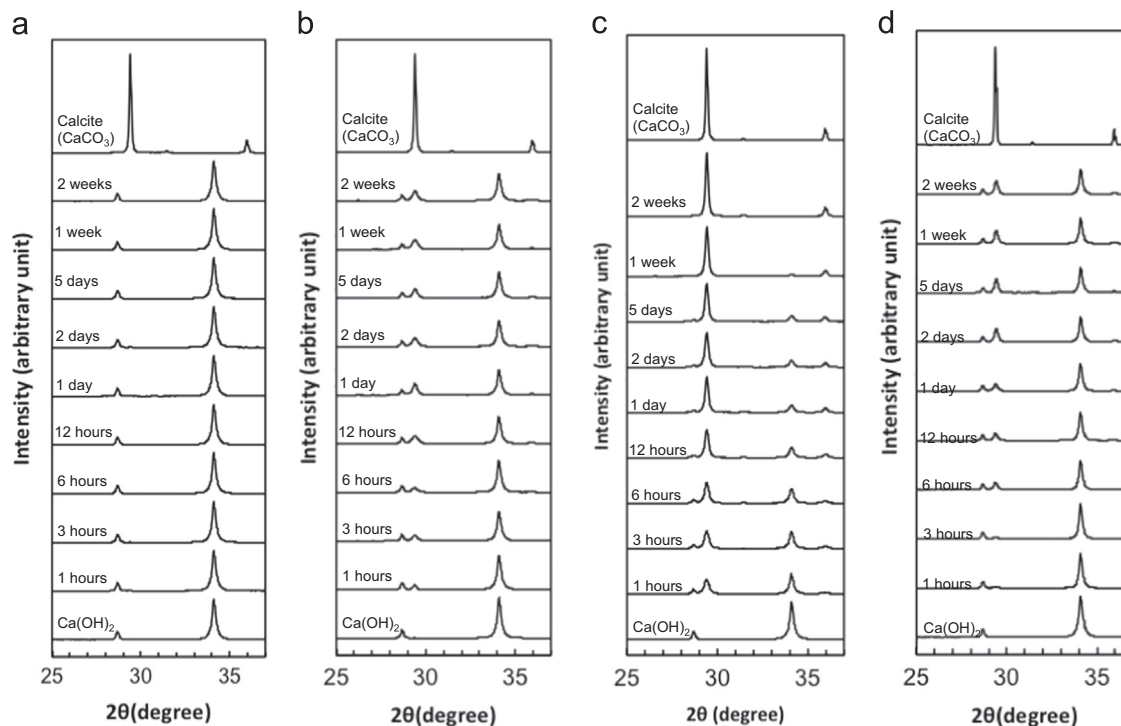 a
Calcite
(CaCO₃)
2 weeks
1 week
5 days
2 days
1 day
12 hours
6 hours
3 hours
1 hours
Ca(OH)₂
25 30 35
2θ(degree)
Intensity (arbitrary unit)
b
Calcite
(CaCO₃)
2 weeks
1 week
5 days
2 days
1 day
12 hours
6 hours
3 hours
1 hours
Ca(OH)₂
25 30 35
2θ(degree)
Intensity (arbitrary unit)
c
Calcite
(CaCO₃)
2 weeks
1 week
5 days
2 days
1 day
12 hours
6 hours
3 hours
1 hours
Ca(OH)₂
25 30 35
2θ (degree)
Intensity (arbitrary unit)
d
Calcite
(CaCO₃)
2 weeks
1 week
5 days
2 days
1 day
12 hours
6 hours
3 hours
1 hours
Ca(OH)₂
25 30 35
2θ(degree)
Intensity (arbitrary unit)